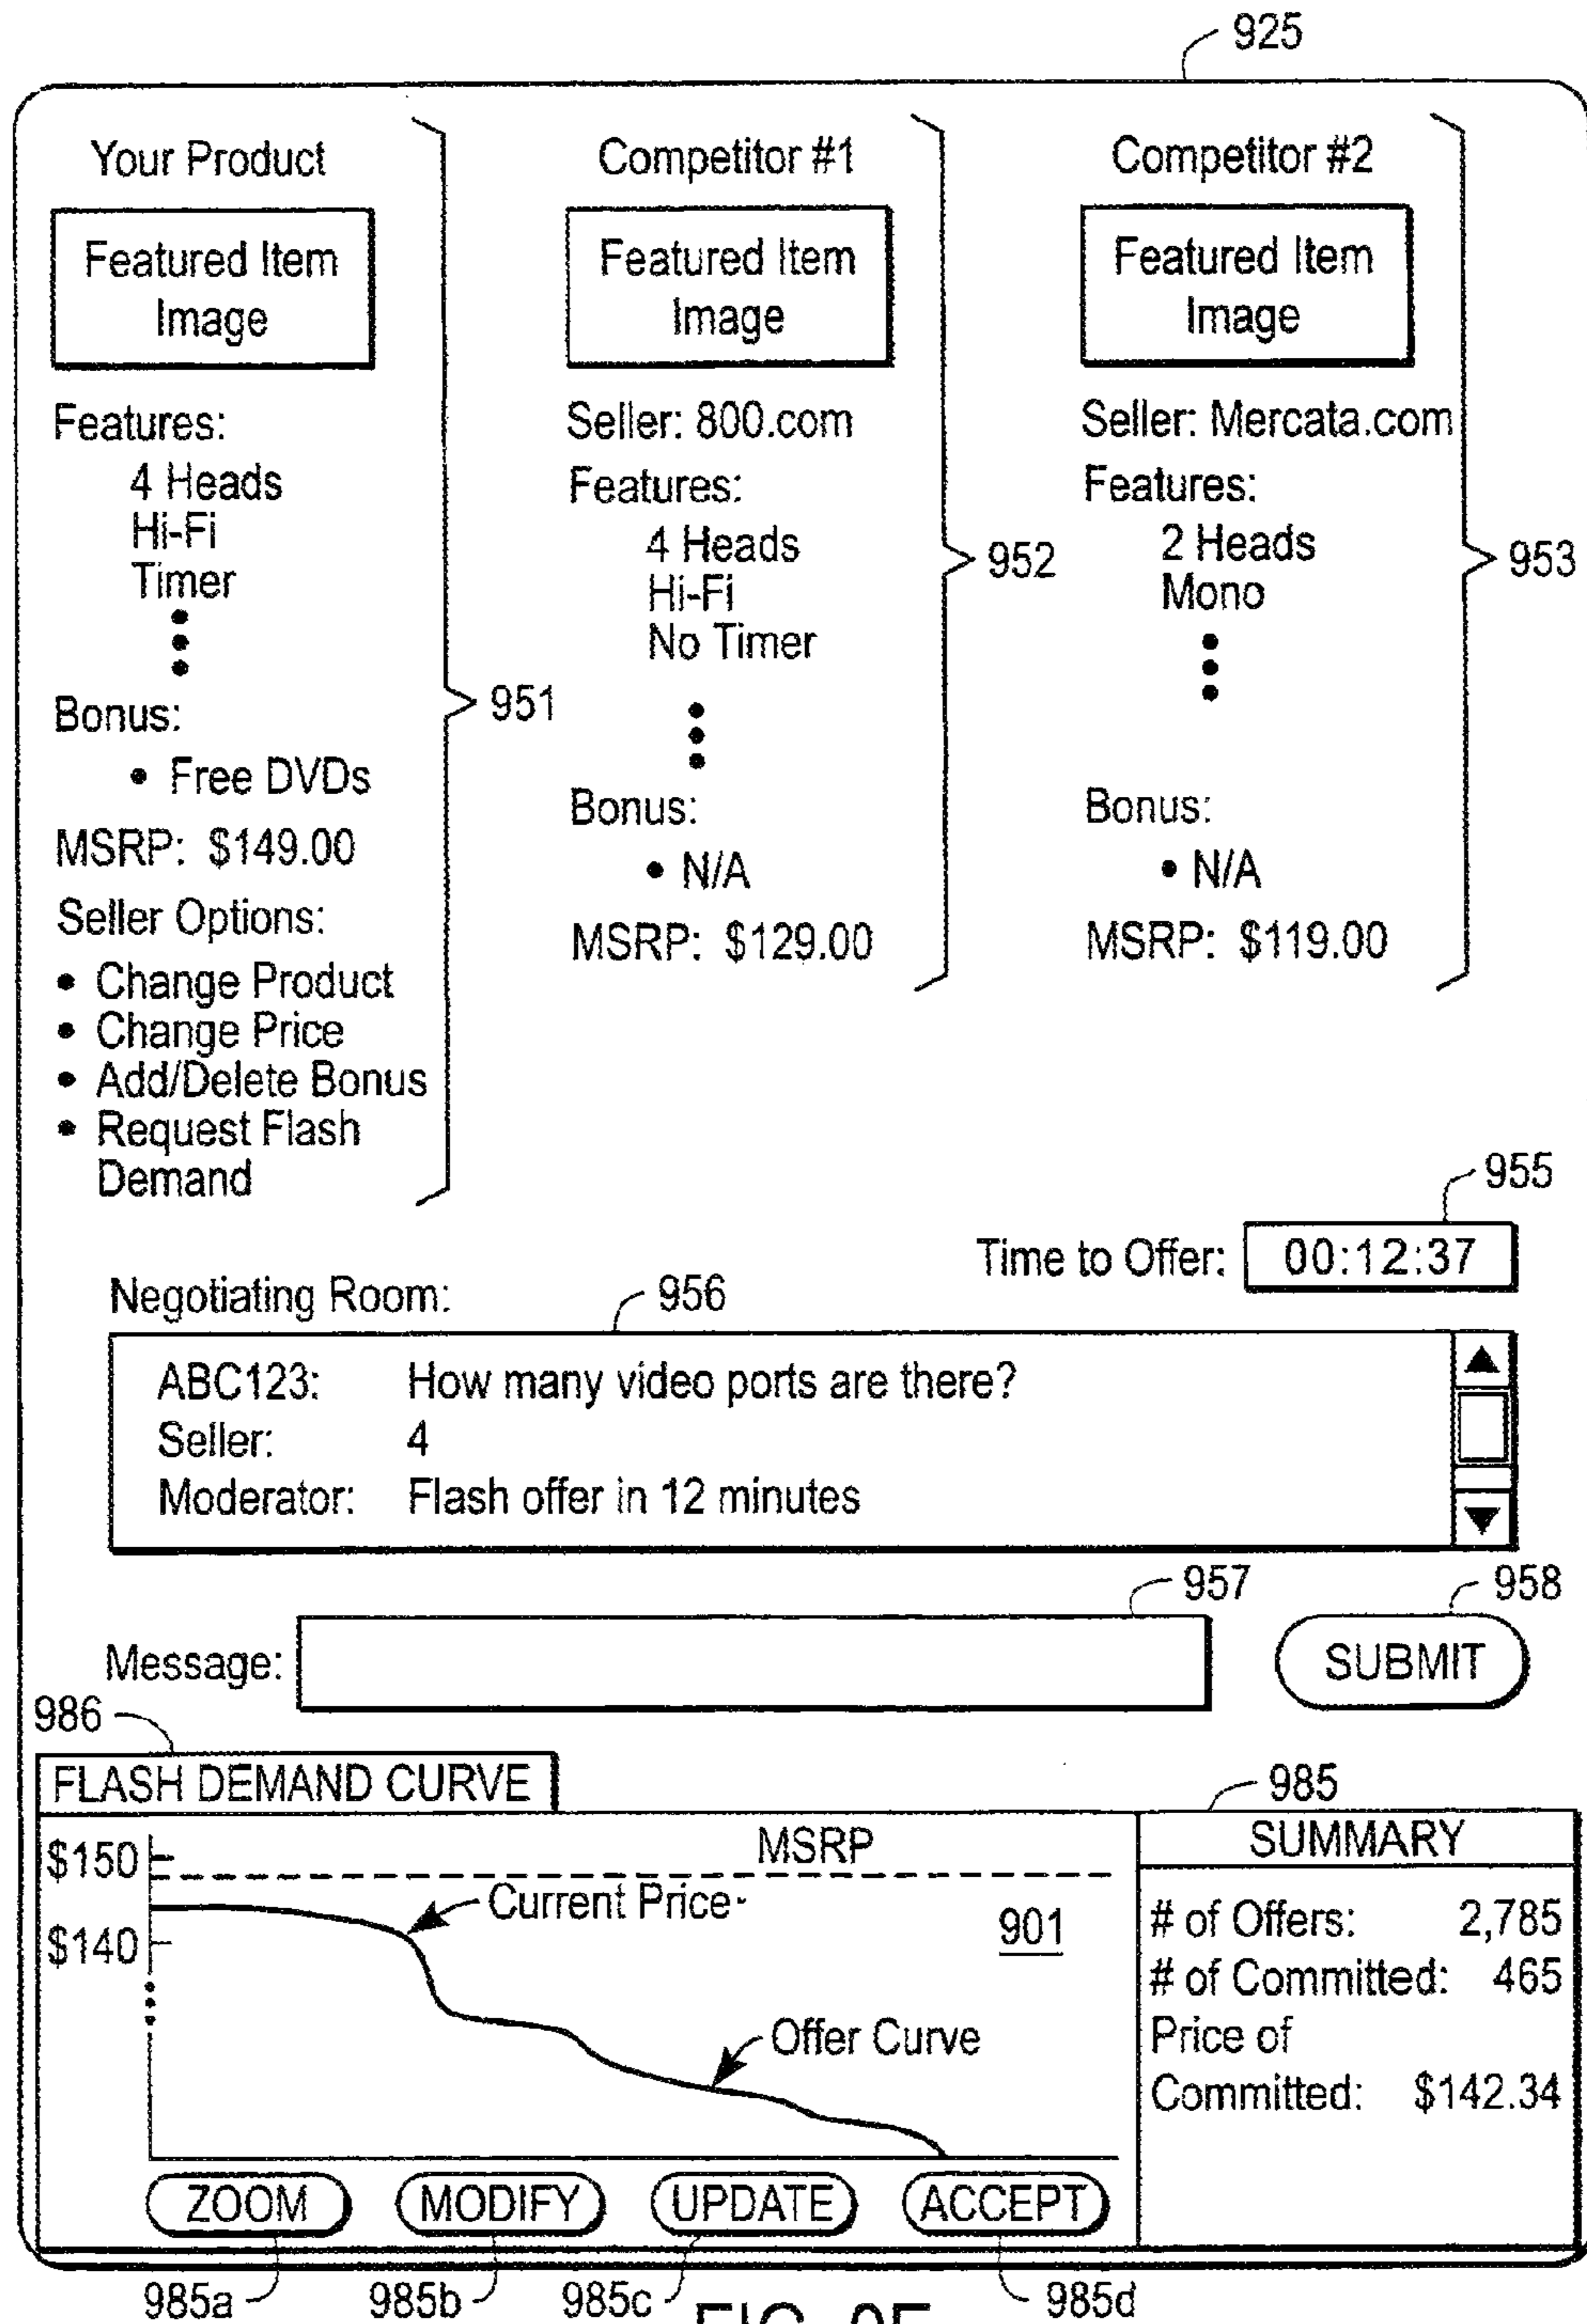 925
Your Product
Featured Item
Image
Features:
4 Heads
Hi-Fi
Timer
Bonus:
• Free DVDs
MSRP: $149.00
Seller Options:
• Change Product
• Change Price
• Add/Delete Bonus
• Request Flash
Demand
951
Competitor #1
Featured Item
Image
Seller: 800.com
Features:
4 Heads
Hi-Fi
No Timer
Bonus:
• N/A
MSRP: $129.00
952
Competitor #2
Featured Item
Image
Seller: Mercata.com
Features:
2 Heads
Mono
Bonus:
• N/A
MSRP: $119.00
953
955
Time to Offer: 00:12:37
Negotiating Room:
956
ABC123: How many video ports are there?
Seller: 4
Moderator: Flash offer in 12 minutes
957
958
Message:
SUBMIT
986
FLASH DEMAND CURVE
985
$150
MSRP
Current Price
$140
901
Offer Curve
SUMMARY
# of Offers: 2,785
# of Committed: 465
Price of
Committed: $142.34
ZOOM MODIFY UPDATE ACCEPT
985a 985b 985c 985d